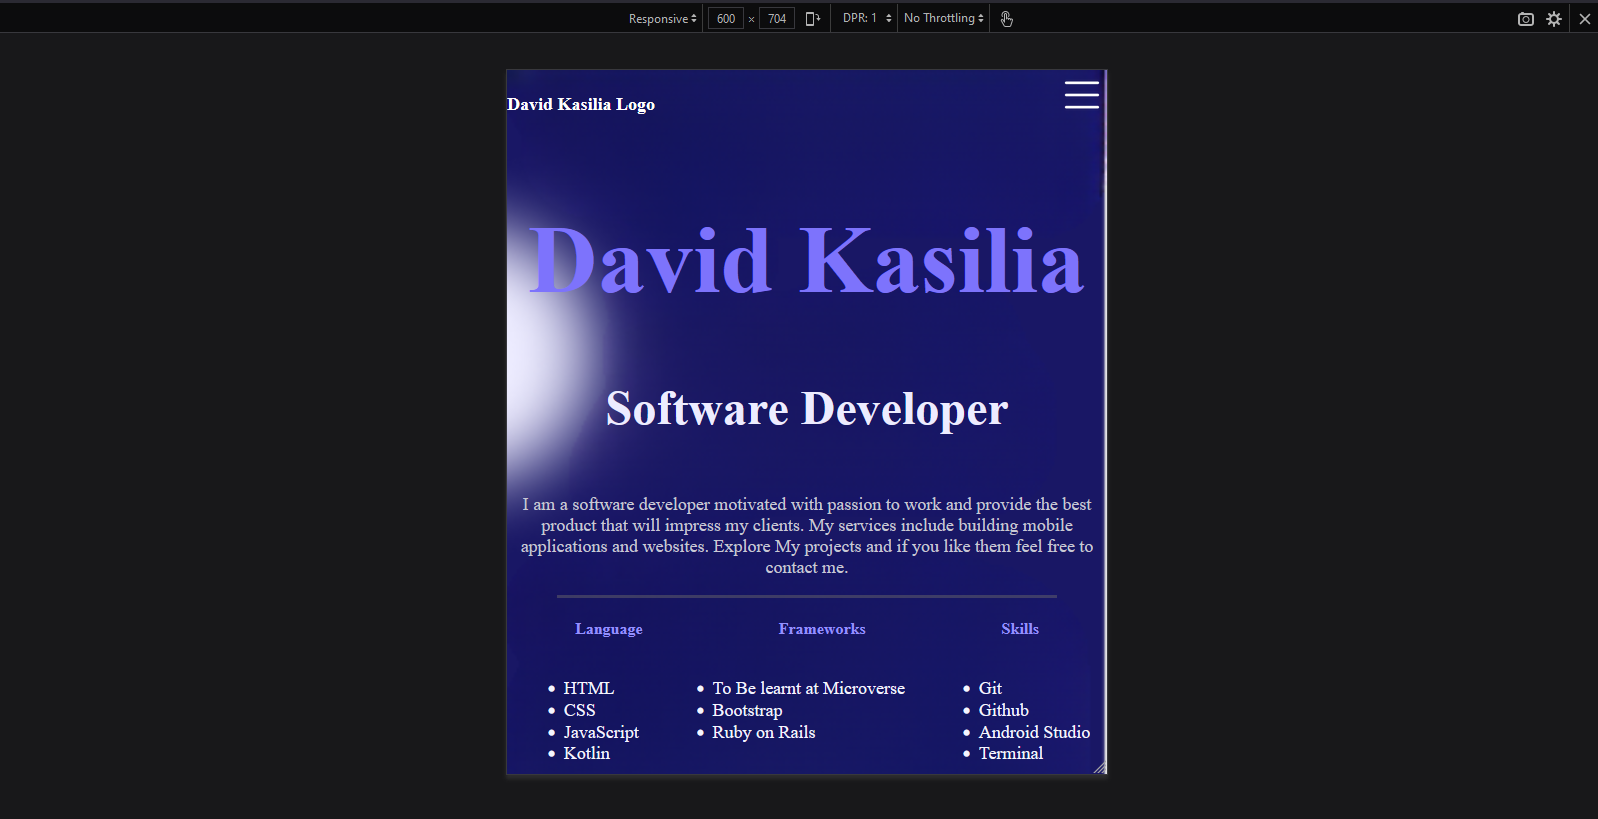 Responsive 600 × 704 DPR: 1 No Throttling
David Kasilia Logo
David Kasilia
Software Developer
I am a software developer motivated with passion to work and provide the best
product that will impress my clients. My services include building mobile
applications and websites. Explore My projects and if you like them feel free to
contact me.
Language Frameworks Skills
• HTML • To Be learnt at Microverse • Git
• CSS • Bootstrap • Github
• JavaScript • Ruby on Rails • Android Studio
• Kotlin • Terminal